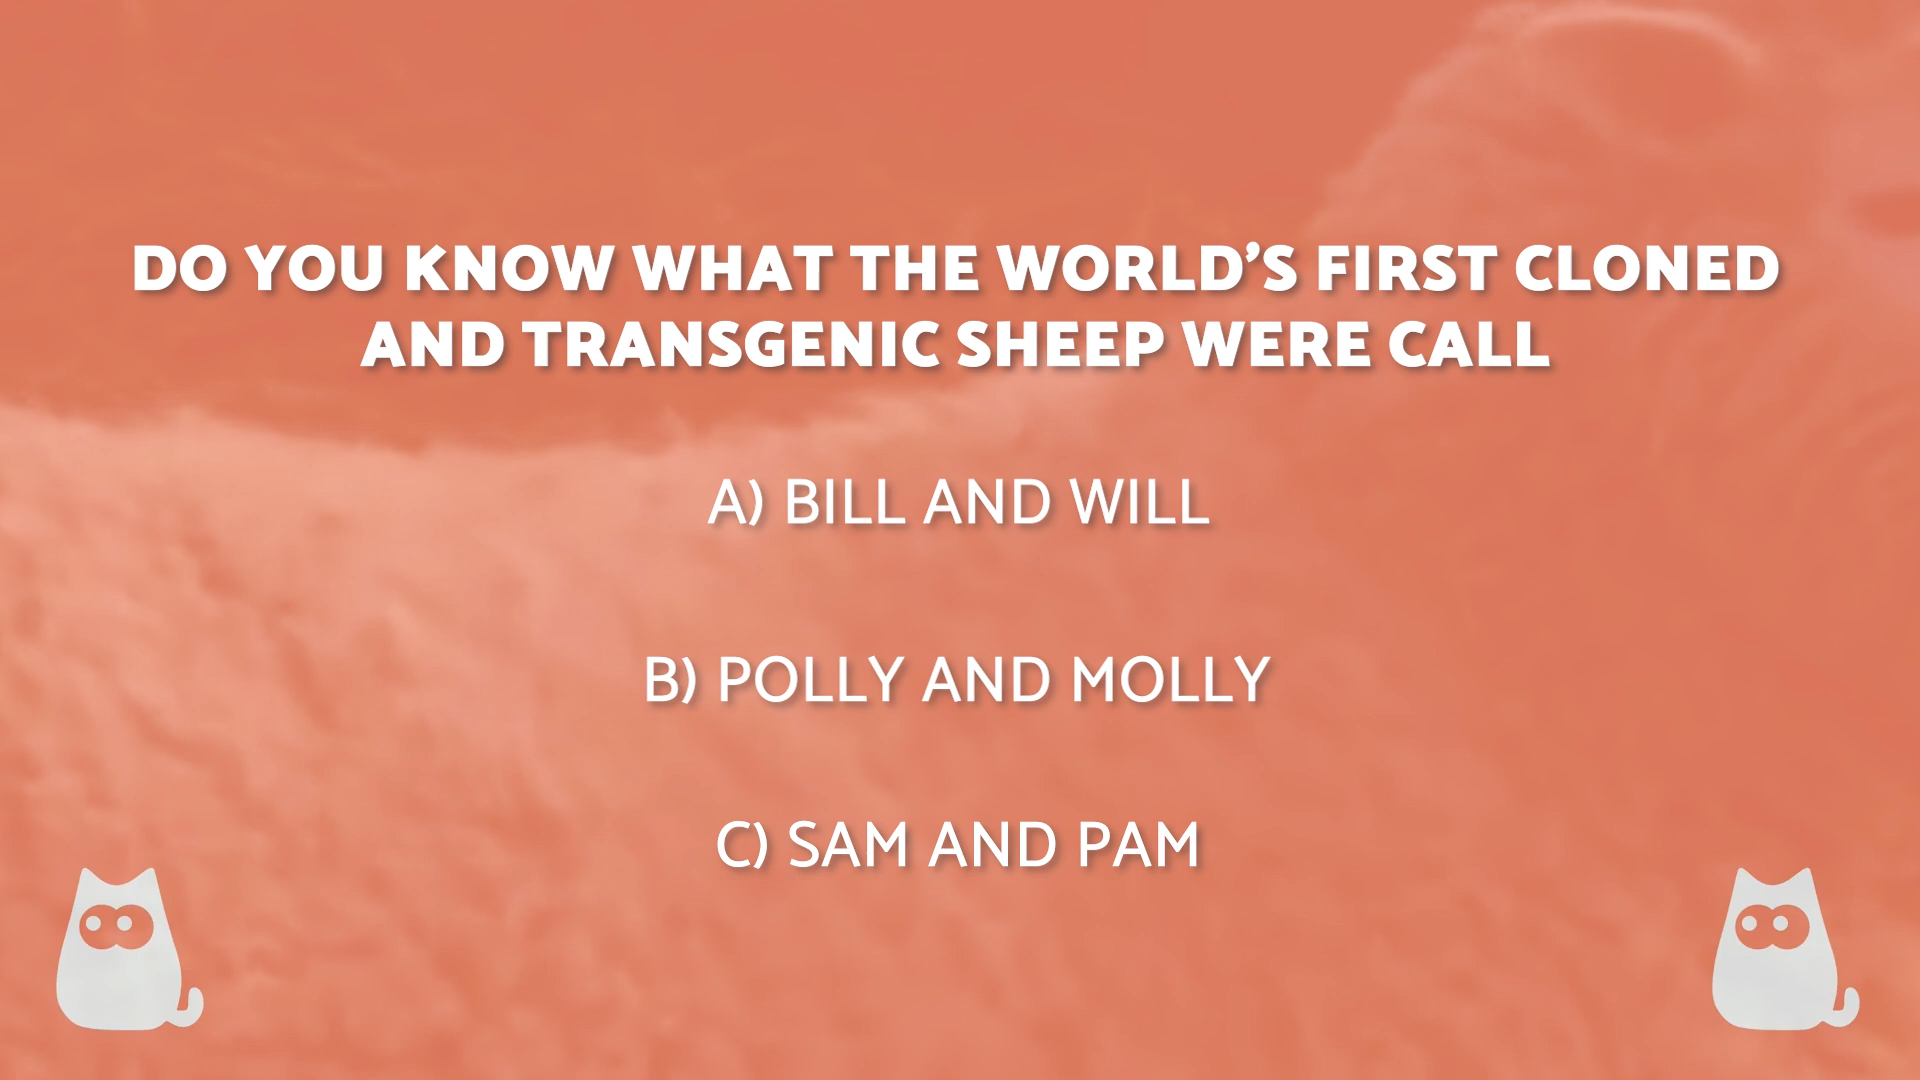 DO YOU KNOW WHAT THE WORLD’S FIRST CLONED
AND TRANSGENIC SHEEP WERE CALL
A) BILL AND WILL
B) POLLY AND MOLLY
C) SAM AND PAM